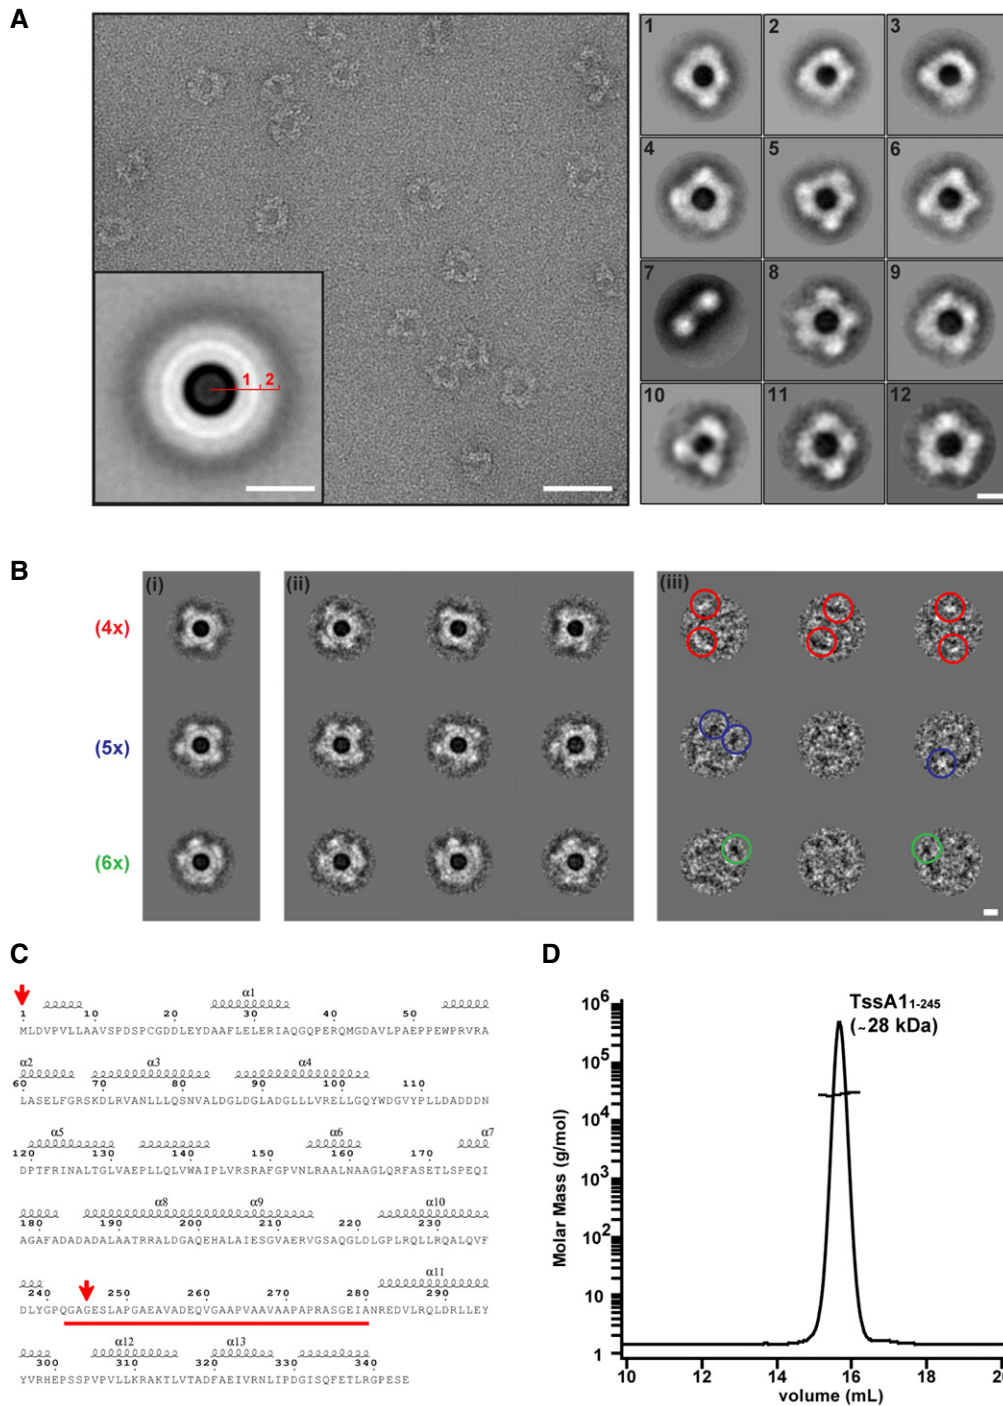 A
1 2
1 2 3
4 5 6
7 8 9
10 11 12
B
(i) (ii) (iii)
(4x)
(5x)
(6x)
C
α1
1 10 20 30 40 50
MLDVPVLLAAVSPDSPCGDDLEYDAAFLELERIAQGQPERQMGDAVLPAEPPEWPRVRA
α2 α3 α4
60 70 80 90 100 110
LASELFGRSKDLRVANLLLQSNVALDGLDGLADGLLLVRELLGQYWDGVYPLLDADDDN
α5 α6 α7
120 130 140 150 160 170
DPTFRINALTGLVAEPLLQLVWAIPLVRSRAFGPVNLRAALNAAGLQRFASETLSPEQI
α8 α9 α10
180 190 200 210 220 230
AGAFADADADALAATRRALDGAQEHALAIESGVAERVGSAQGLDLGPLRQLLRQALQVF
α11
240 250 260 270 280 290
DLYGPQGAGESLAPGAEAVADEQVGAAPVAAVAAPAPRASGEIANREDVLRQLDRLLEY
α12 α13
300 310 320 330 340
YVRHEPSSPVPVLLKRAKTLVTADFAEIVRNLIPDGISQFETLRGPESE
D
TssA1₁₋₂₄₅
(~28 kDa)
Molar Mass (g/mol)
10⁶
10⁵
10⁴
10³
10²
10
1
10 12 14 16 18 20
volume (mL)